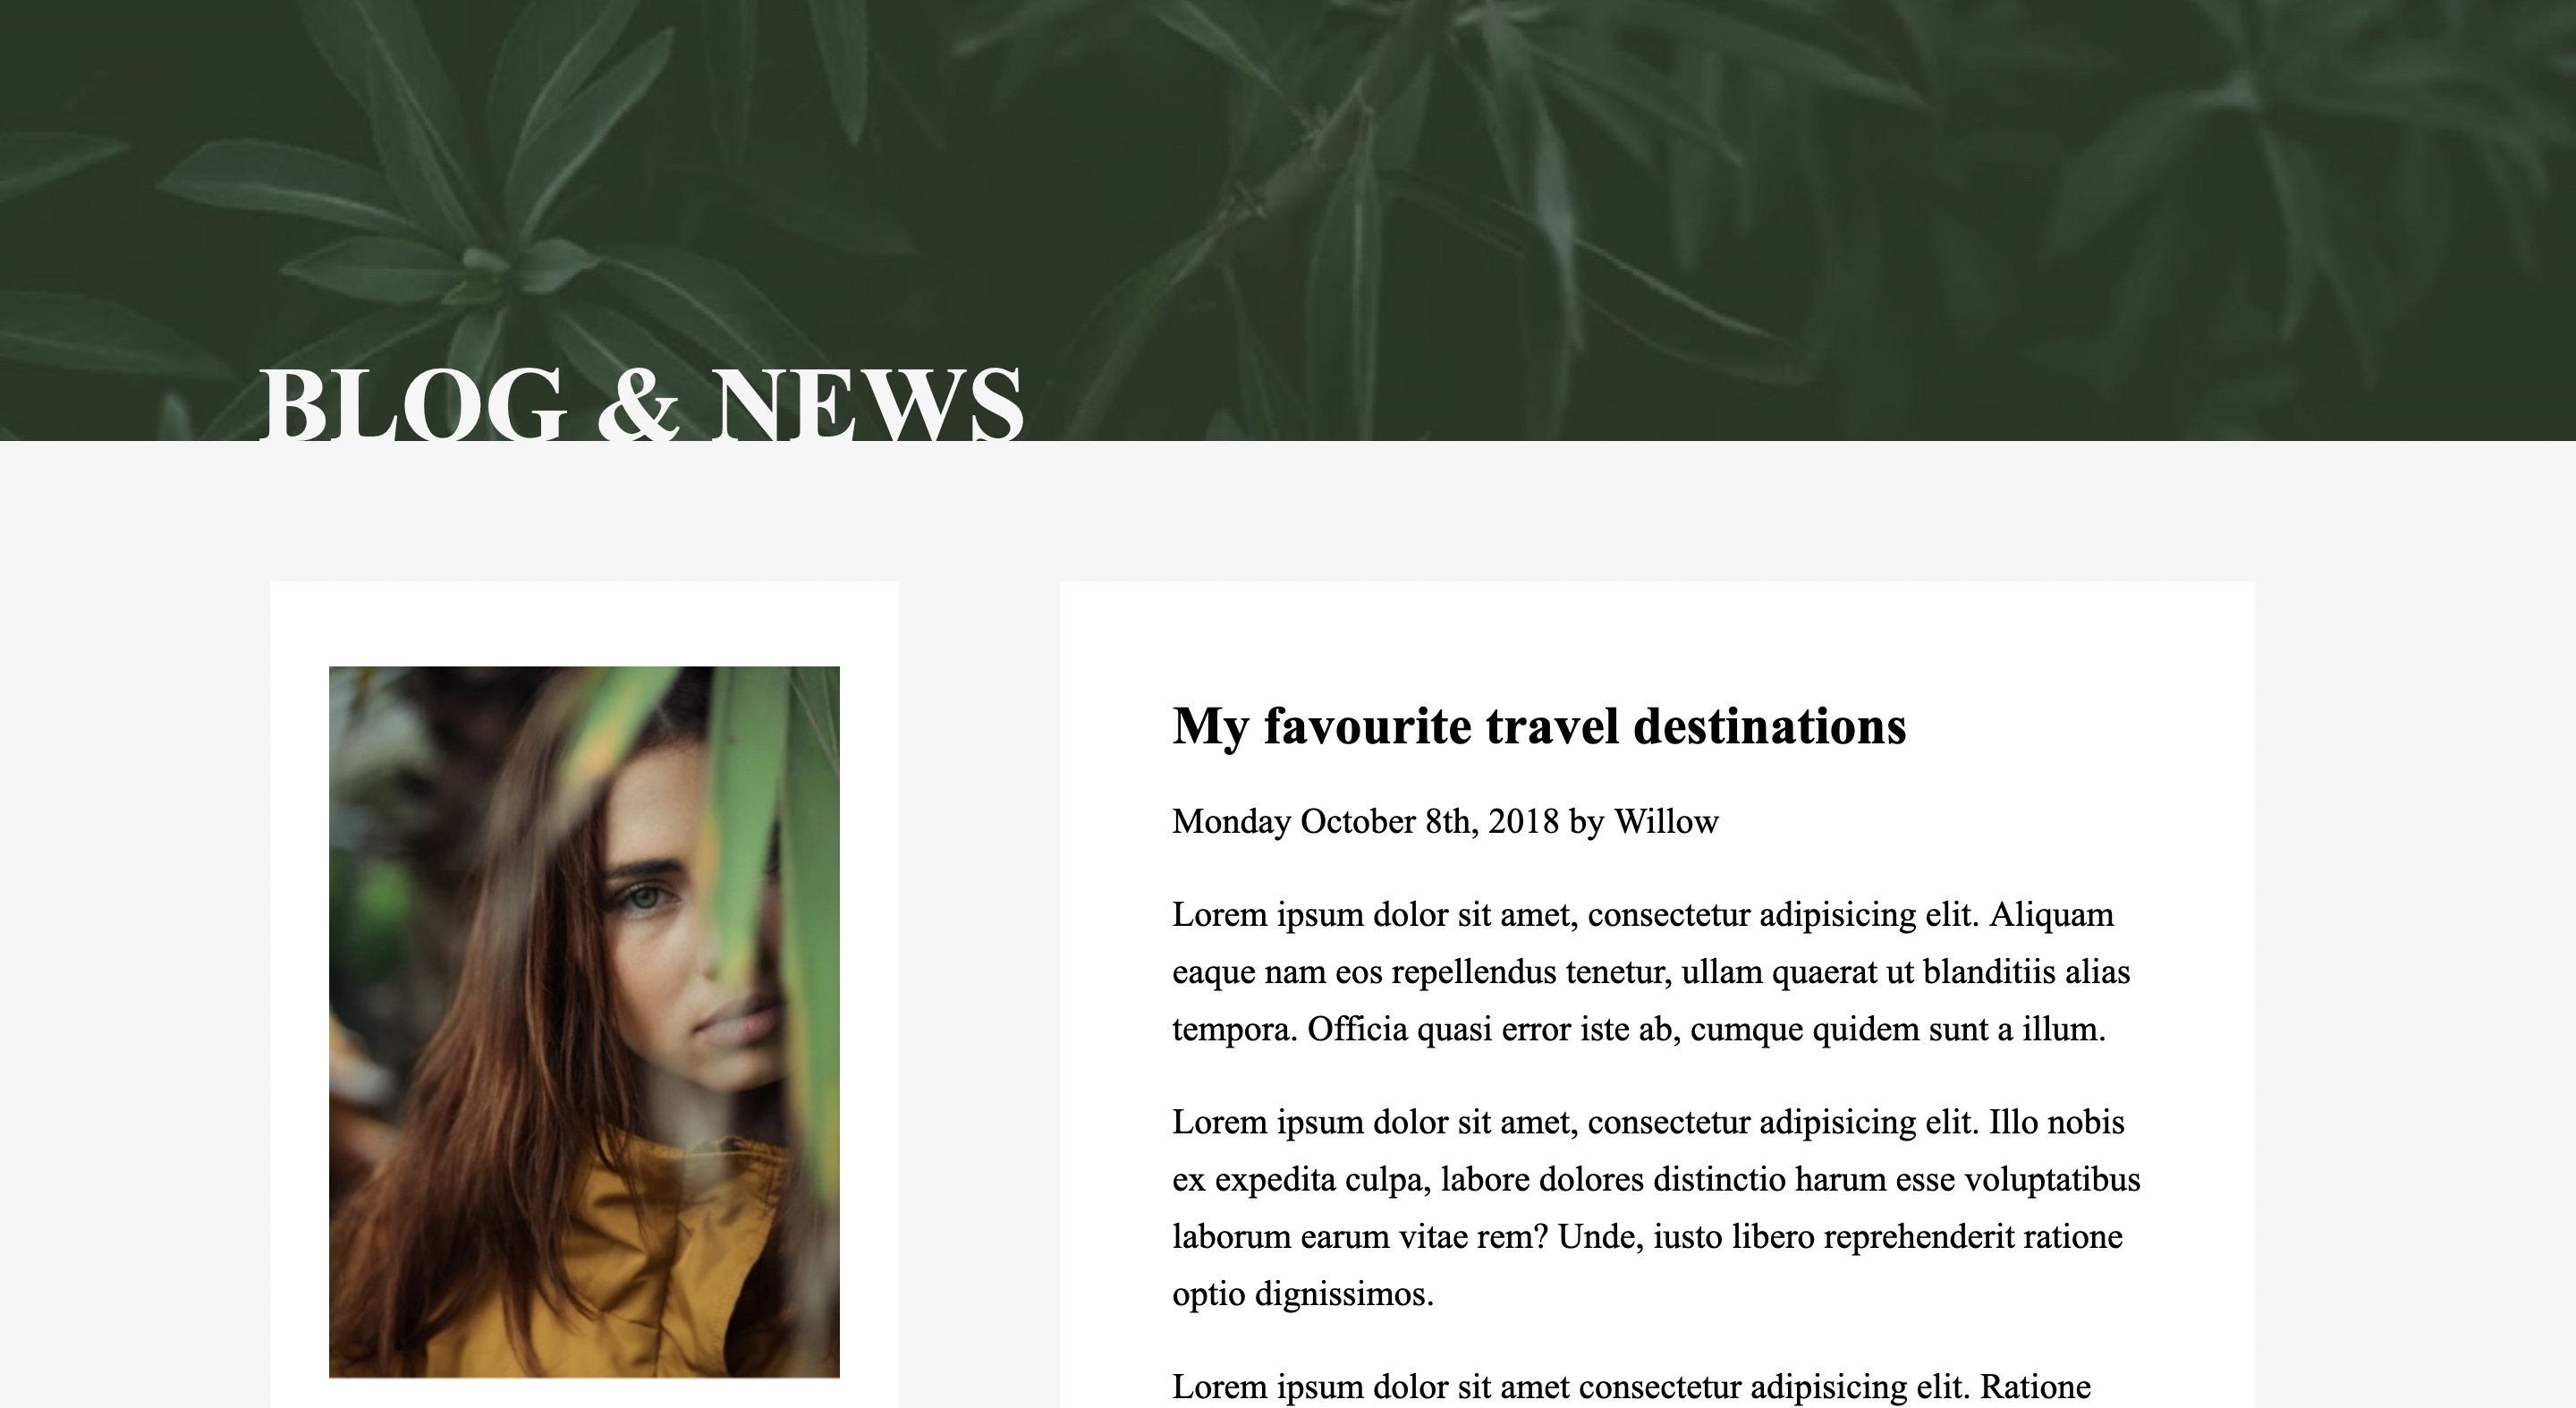 BLOG & NEWS
My favourite travel destinations
Monday October 8th, 2018 by Willow
Lorem ipsum dolor sit amet, consectetur adipisicing elit. Aliquam
eaque nam eos repellendus tenetur, ullam quaerat ut blanditiis alias
tempora. Officia quasi error iste ab, cumque quidem sunt a illum.
Lorem ipsum dolor sit amet, consectetur adipisicing elit. Illo nobis
ex expedita culpa, labore dolores distinctio harum esse voluptatibus
laborum earum vitae rem? Unde, iusto libero reprehenderit ratione
optio dignissimos.
Lorem ipsum dolor sit amet consectetur adipisicing elit. Ratione